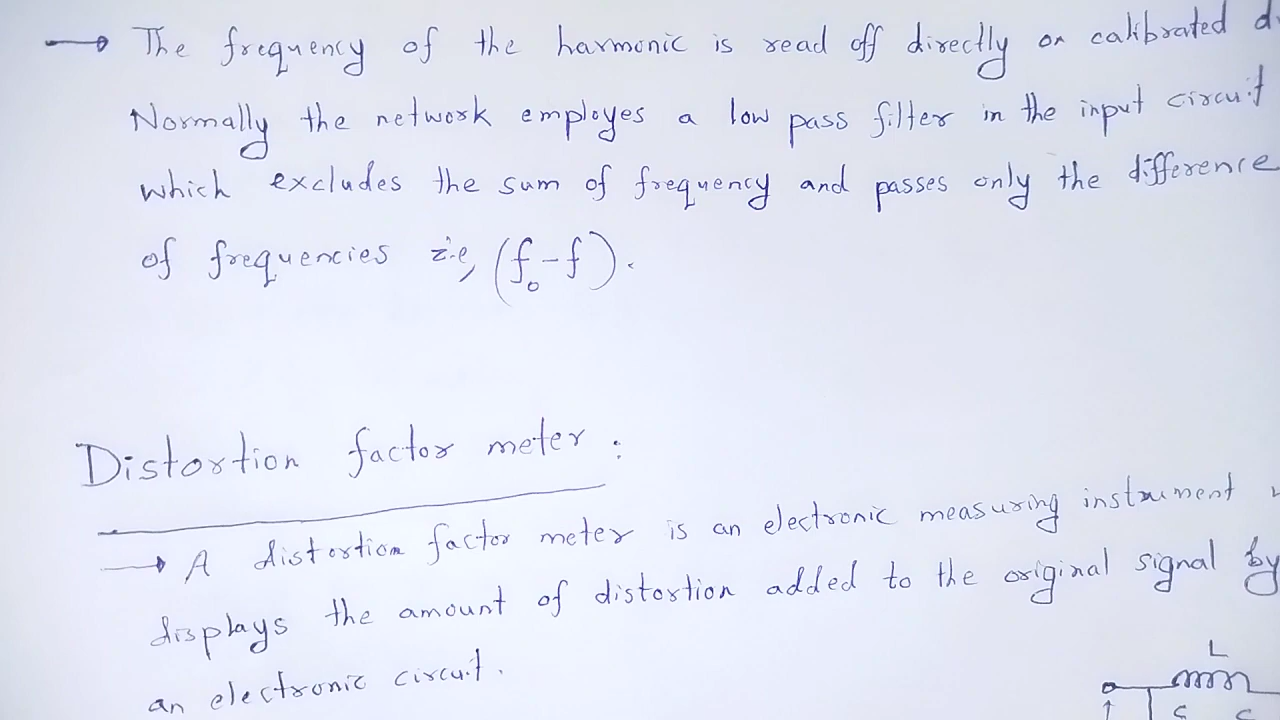 → The frequency of the harmonic is read off directly on calibrated
Normally the network employes a low pass filter in the input circuit
which excludes the sum of frequency and passes only the difference
of frequencies i.e, (f₀-f).
Distortion factor meter :
→ A distortion factor meter is an electronic measuring instrument
displays the amount of distortion added to the original signal by
an electronic circuit.
L
C C